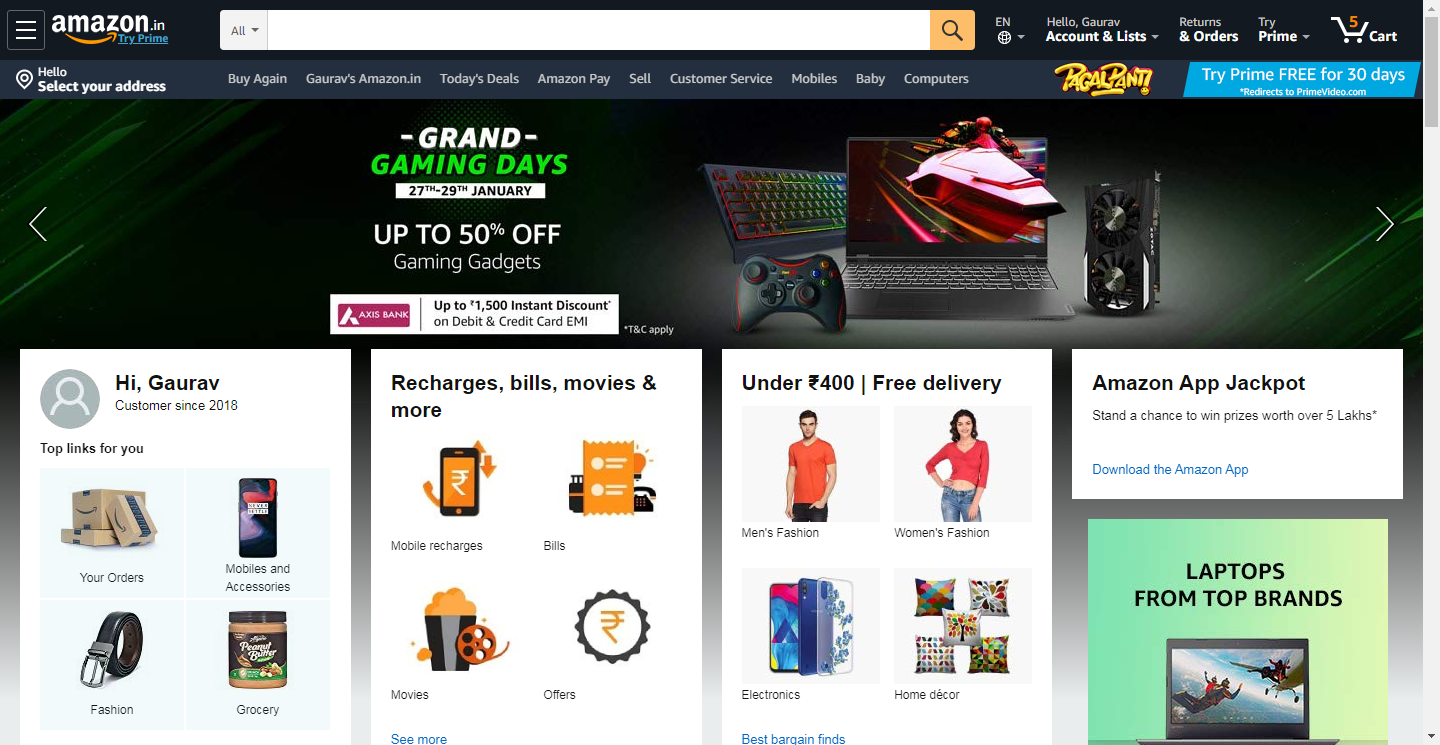 amazon.in
Try Prime
All
EN
Hello, Gaurav
Account & Lists
Returns
& Orders
Try
Prime
5
Cart
Hello
Select your address
Buy Again
Gaurav's Amazon.in
Today's Deals
Amazon Pay
Sell
Customer Service
Mobiles
Baby
Computers
PAGALPANTI
Try Prime FREE for 30 days
*Redirects to PrimeVideo.com
-GRAND-
GAMING DAYS
27TH-29TH JANUARY
UP TO 50% OFF
Gaming Gadgets
AXIS BANK
Up to ₹1,500 Instant Discount*
on Debit & Credit Card EMI
*T&C apply
ZOTAC
Hi, Gaurav
Customer since 2018
Top links for you
NEVER
SETTLE
Your Orders
Mobiles and
Accessories
Peanut
Butter
Fashion
Grocery
Recharges, bills, movies &
more
Mobile recharges
Bills
Movies
Offers
See more
Under ₹400 | Free delivery
Men's Fashion
Women's Fashion
Electronics
Home décor
Best bargain finds
Amazon App Jackpot
Stand a chance to win prizes worth over 5 Lakhs*
Download the Amazon App
LAPTOPS
FROM TOP BRANDS